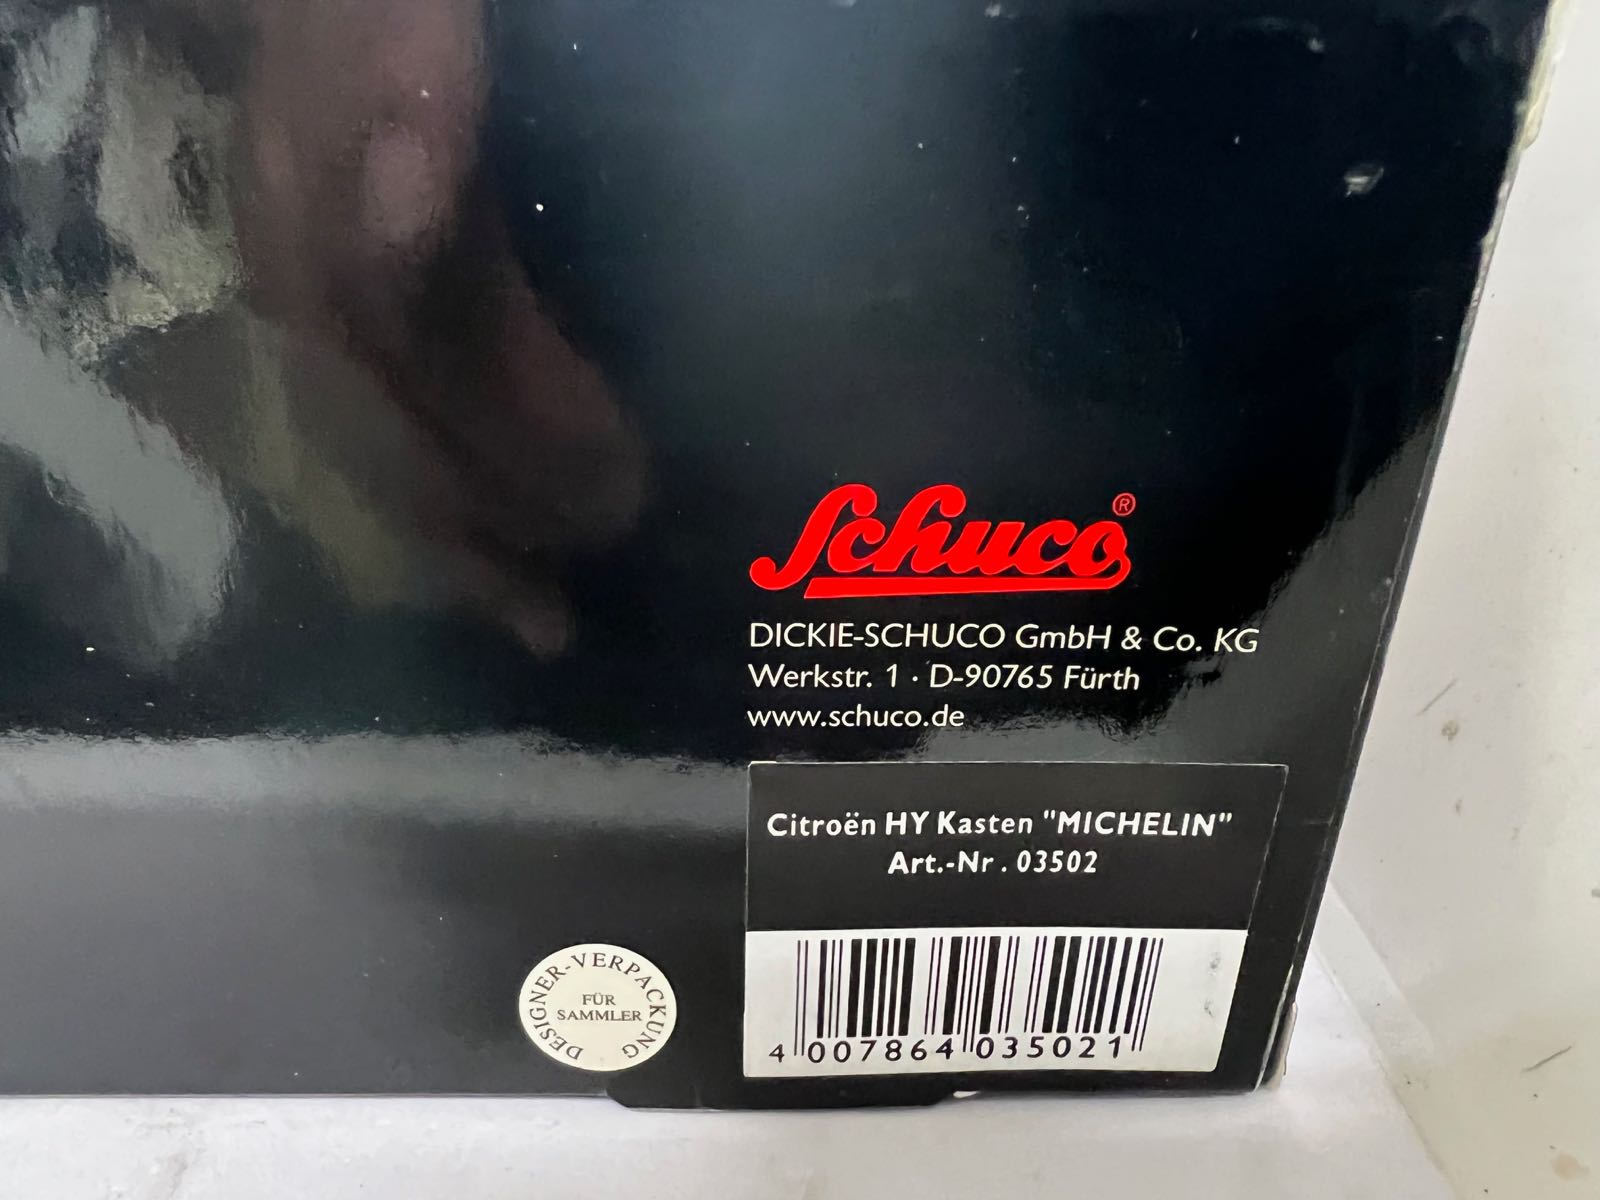 Schuco®
DICKIE-SCHUCO GmbH & Co. KG
Werkstr. 1 · D-90765 Fürth
www.schuco.de
Citroën HY Kasten "MICHELIN"
Art.-Nr. 03502
DESIGNER-VERPACKUNG
FÜR
SAMMLER
4 007864 035021